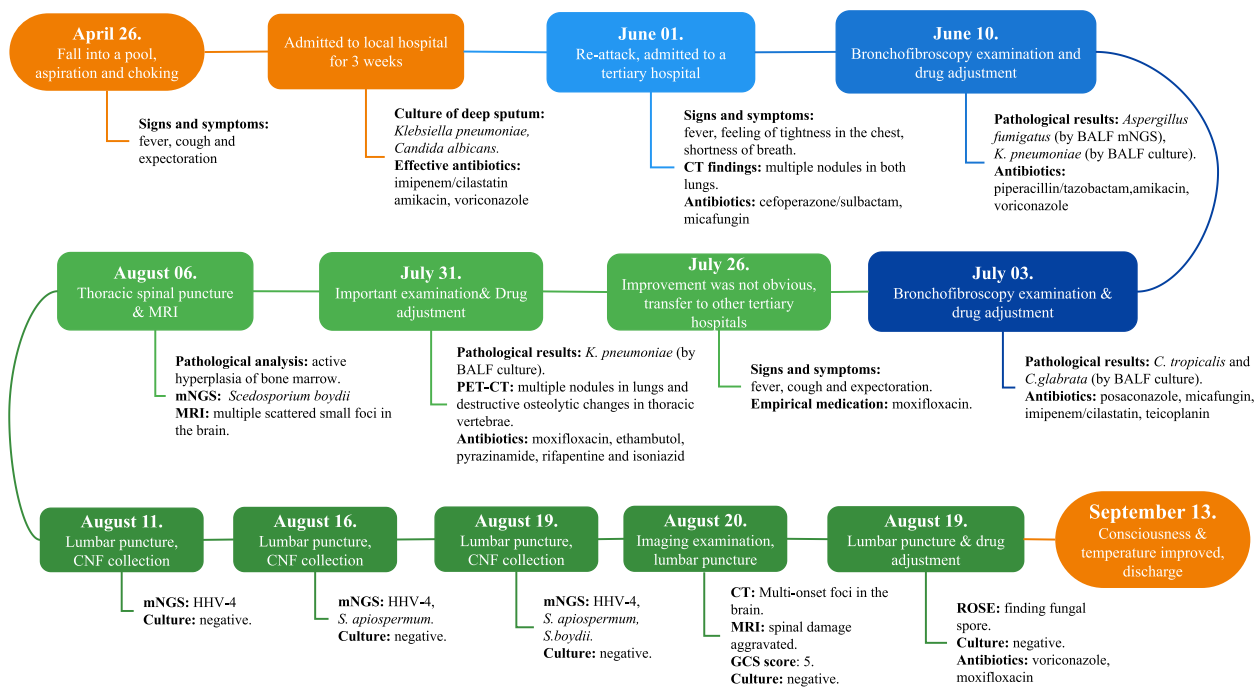 April 26.
Fall into a pool,
aspiration and choking
Signs and symptoms:
fever, cough and
expectoration
Admitted to local hospital
for 3 weeks
Culture of deep sputum:
Klebsiella pneumoniae,
Candida albicans.
Effective antibiotics:
imipenem/cilastatin
amikacin, voriconazole
June 01.
Re-attack, admitted to a
tertiary hospital
Signs and symptoms:
fever, feeling of tightness in the chest,
shortness of breath.
CT findings: multiple nodules in both
lungs.
Antibiotics: cefoperazone/sulbactam,
micafungin
June 10.
Bronchofibroscopy examination and
drug adjustment
Pathological results: Aspergillus
fumigatus (by BALF mNGS),
K. pneumoniae (by BALF culture).
Antibiotics:
piperacillin/tazobactam,amikacin,
voriconazole
July 03.
Bronchofibroscopy examination &
drug adjustment
Pathological results: C. tropicalis and
C.glabrata (by BALF culture).
Antibiotics: posaconazole, micafungin,
imipenem/cilastatin, teicoplanin
July 26.
Improvement was not obvious,
transfer to other tertiary
hospitals
Signs and symptoms:
fever, cough and expectoration.
Empirical medication: moxifloxacin.
July 31.
Important examination& Drug
adjustment
Pathological results: K. pneumoniae (by
BALF culture).
PET-CT: multiple nodules in lungs and
destructive osteolytic changes in thoracic
vertebrae.
Antibiotics: moxifloxacin, ethambutol,
pyrazinamide, rifapentine and isoniazid
August 06.
Thoracic spinal puncture
& MRI
Pathological analysis: active
hyperplasia of bone marrow.
mNGS: Scedosporium boydii
MRI: multiple scattered small foci in
the brain.
August 11.
Lumbar puncture,
CNF collection
mNGS: HHV-4
Culture: negative.
August 16.
Lumbar puncture,
CNF collection
mNGS: HHV-4,
S. apiospermum.
Culture: negative.
August 19.
Lumbar puncture,
CNF collection
mNGS: HHV-4,
S. apiospermum,
S.boydii.
Culture: negative.
August 20.
Imaging examination,
lumbar puncture
CT: Multi-onset foci in the
brain.
MRI: spinal damage
aggravated.
GCS score: 5.
Culture: negative.
August 19.
Lumbar puncture & drug
adjustment
ROSE: finding fungal
spore.
Culture: negative.
Antibiotics: voriconazole,
moxifloxacin
September 13.
Consciousness &
temperature improved,
discharge